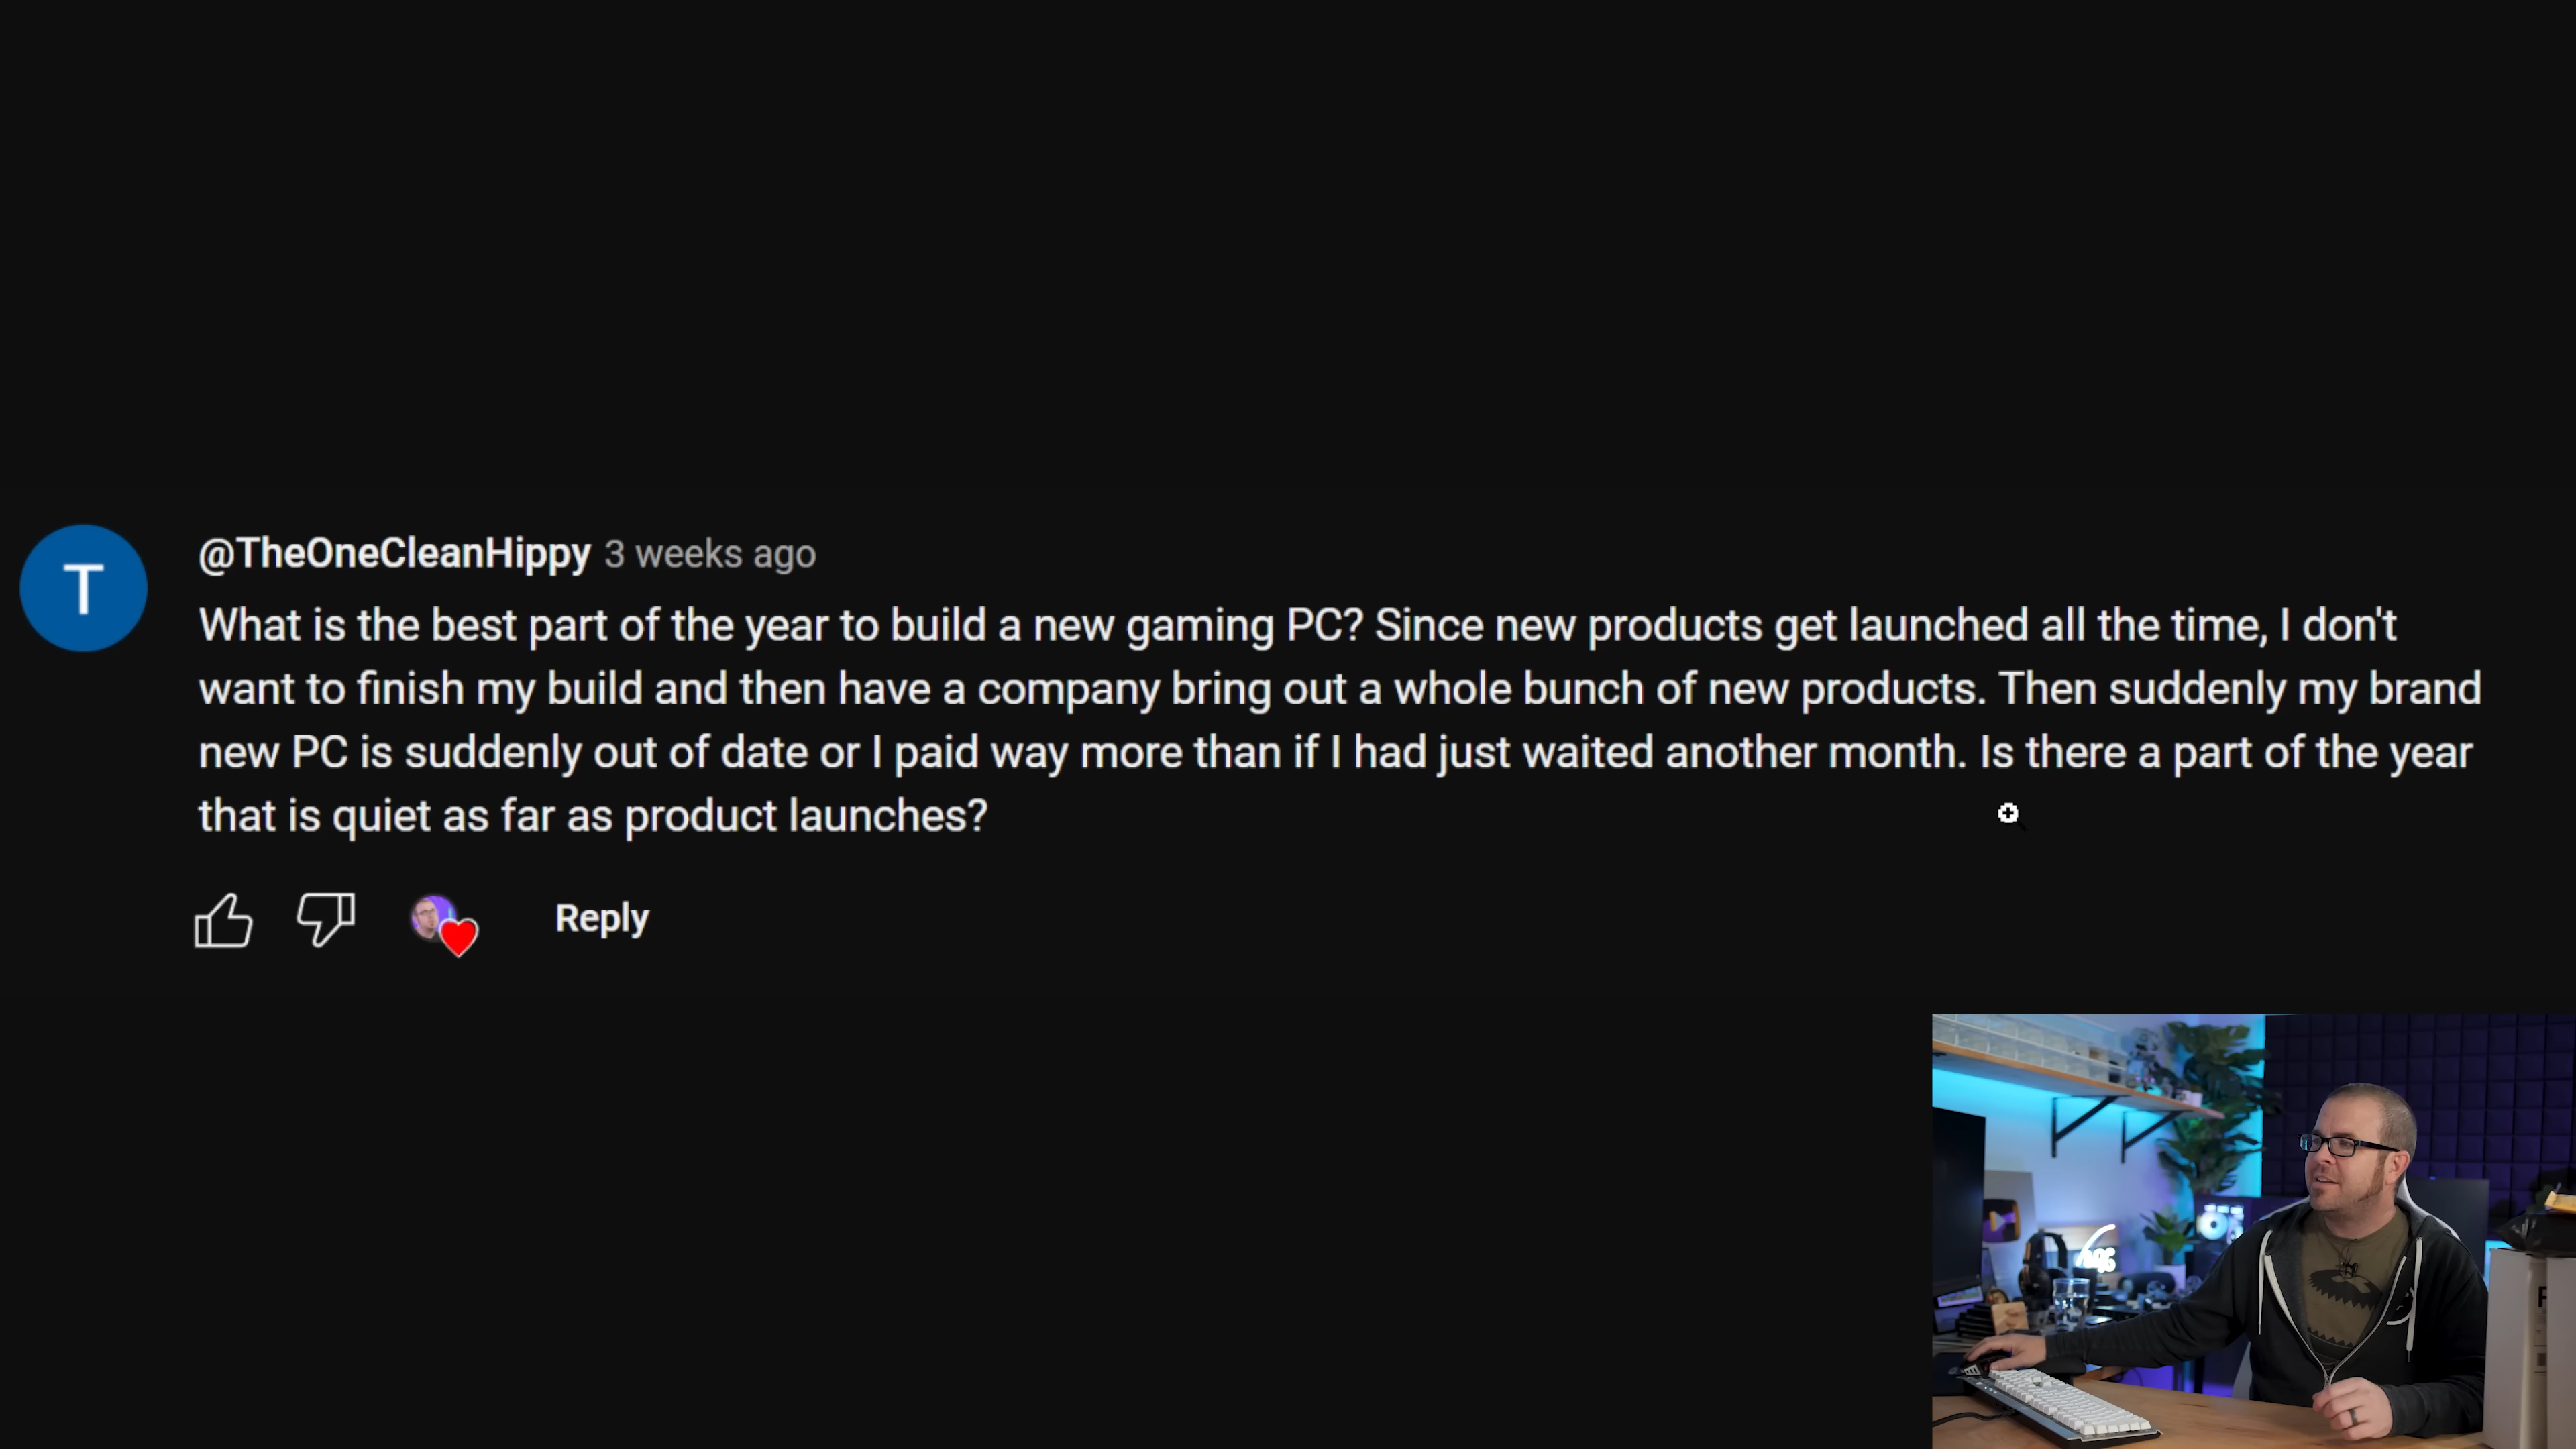 T
@TheOneCleanHippy 3 weeks ago
What is the best part of the year to build a new gaming PC? Since new products get launched all the time, I don't
want to finish my build and then have a company bring out a whole bunch of new products. Then suddenly my brand
new PC is suddenly out of date or I paid way more than if I had just waited another month. Is there a part of the year
that is quiet as far as product launches?
Reply